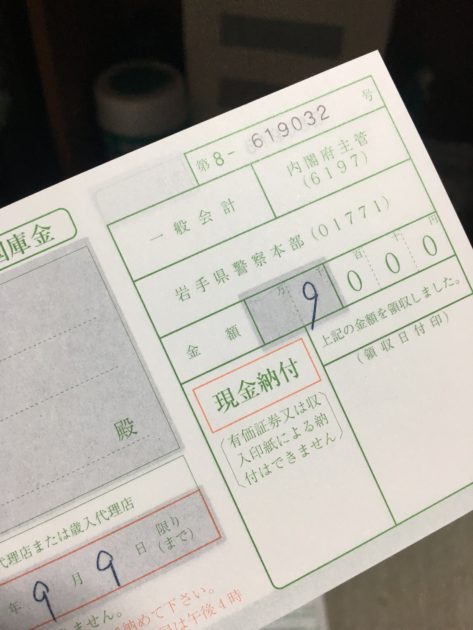 第8- 619032 号
国庫金
一般会計
内閣府主管
(6197)
岩手県警察本部(01771)
金額
万 千 百 十 円
9 0 0 0
現金納付
有価証券又は収
入印紙による納
付はできません
上記の金額を領収しました。
(領収日付印)
殿
代理店または歳入代理店
年 9 月 9 日 限り
(まで)
ません。
納めて下さい。
は午後4時